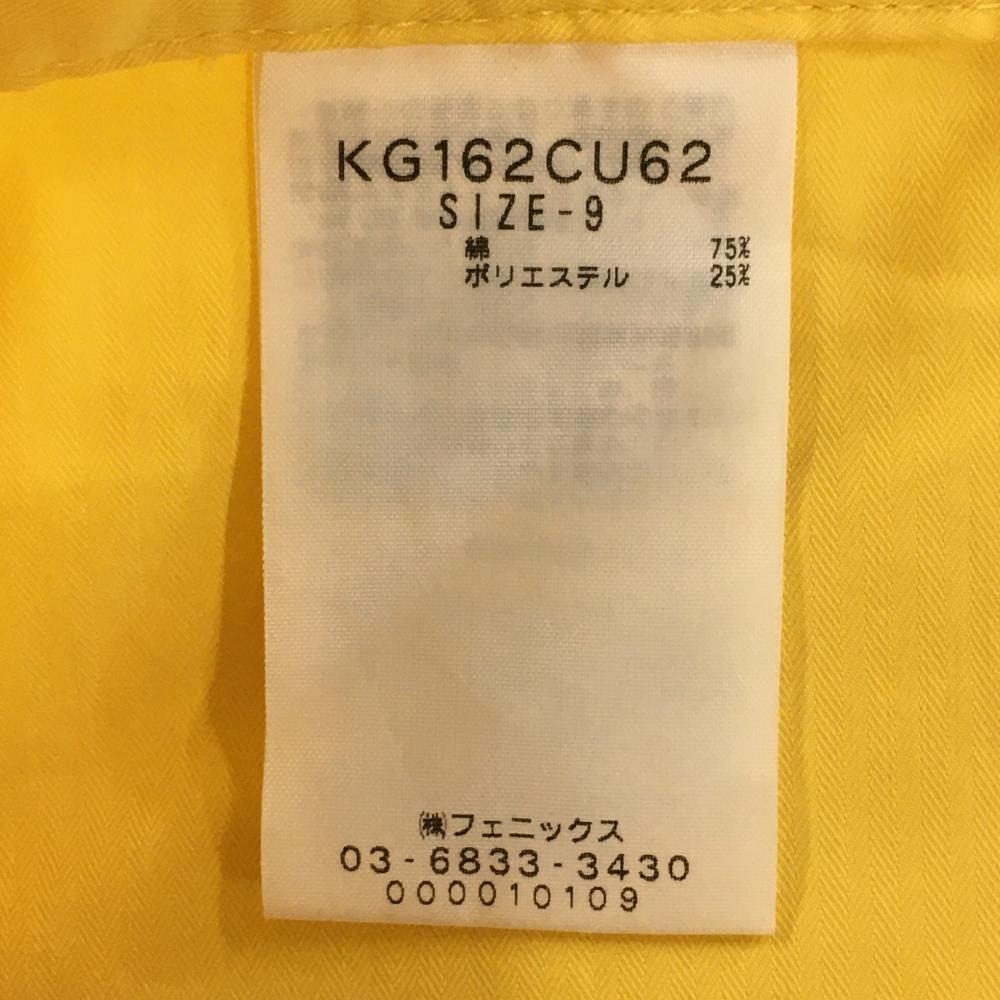 KG162CU62
SIZE-9
綿 75%
ポリエステル 25%
㈱フェニックス
03-6833-3430
000010109